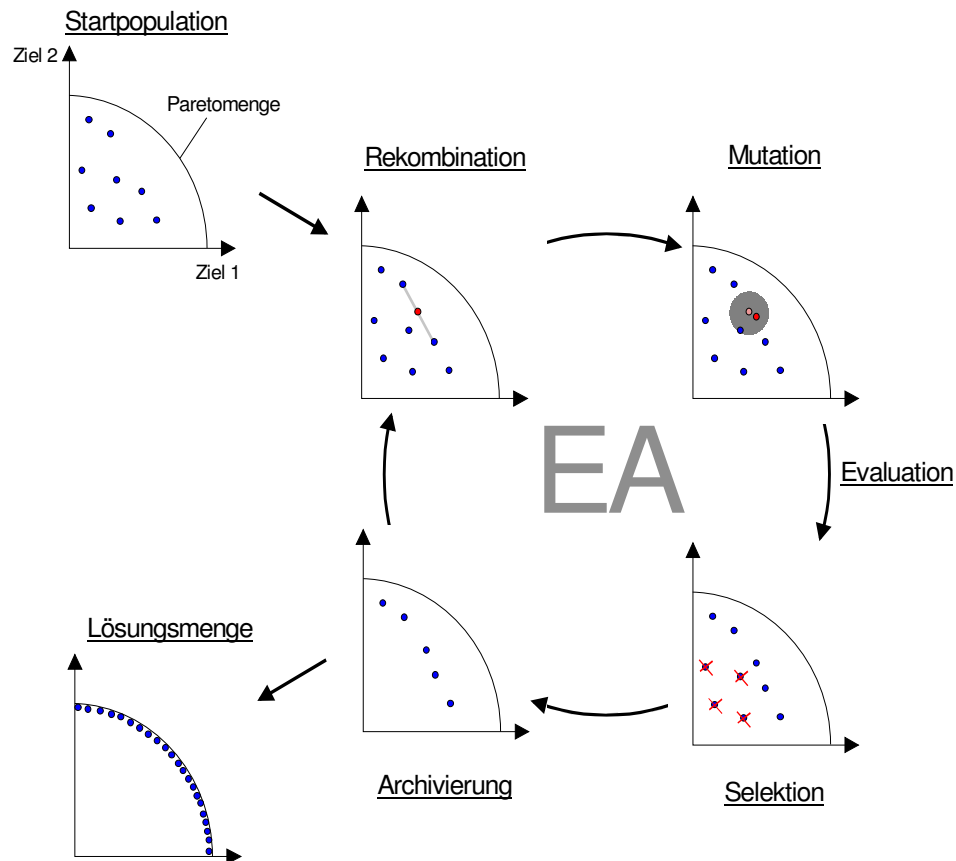 Startpopulation
Ziel 2
Paretomenge
Ziel 1
Rekombination
Mutation
EA
Evaluation
Lösungsmenge
Archivierung
Selektion